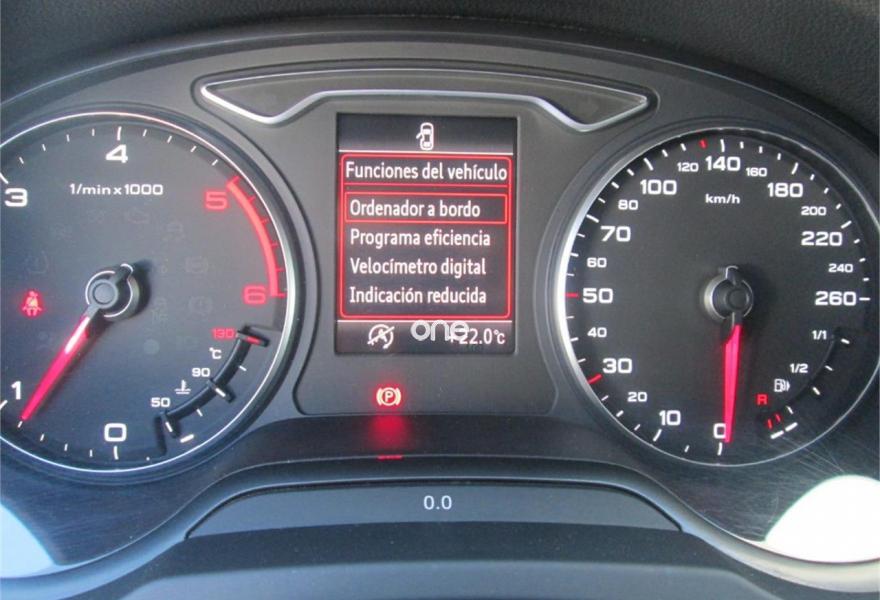 3
4
5
1/min x 1000
6
130
°C
90
50
1
0
Funciones del vehículo
Ordenador a bordo
Programa eficiencia
Velocímetro digital
Indicación reducida
+22.0°C
one
(P)
0.0
120 140 160
100 180
km/h
80 200
70 220
60 240
50 260
40
30
20
10
0
1/1
1/2
R